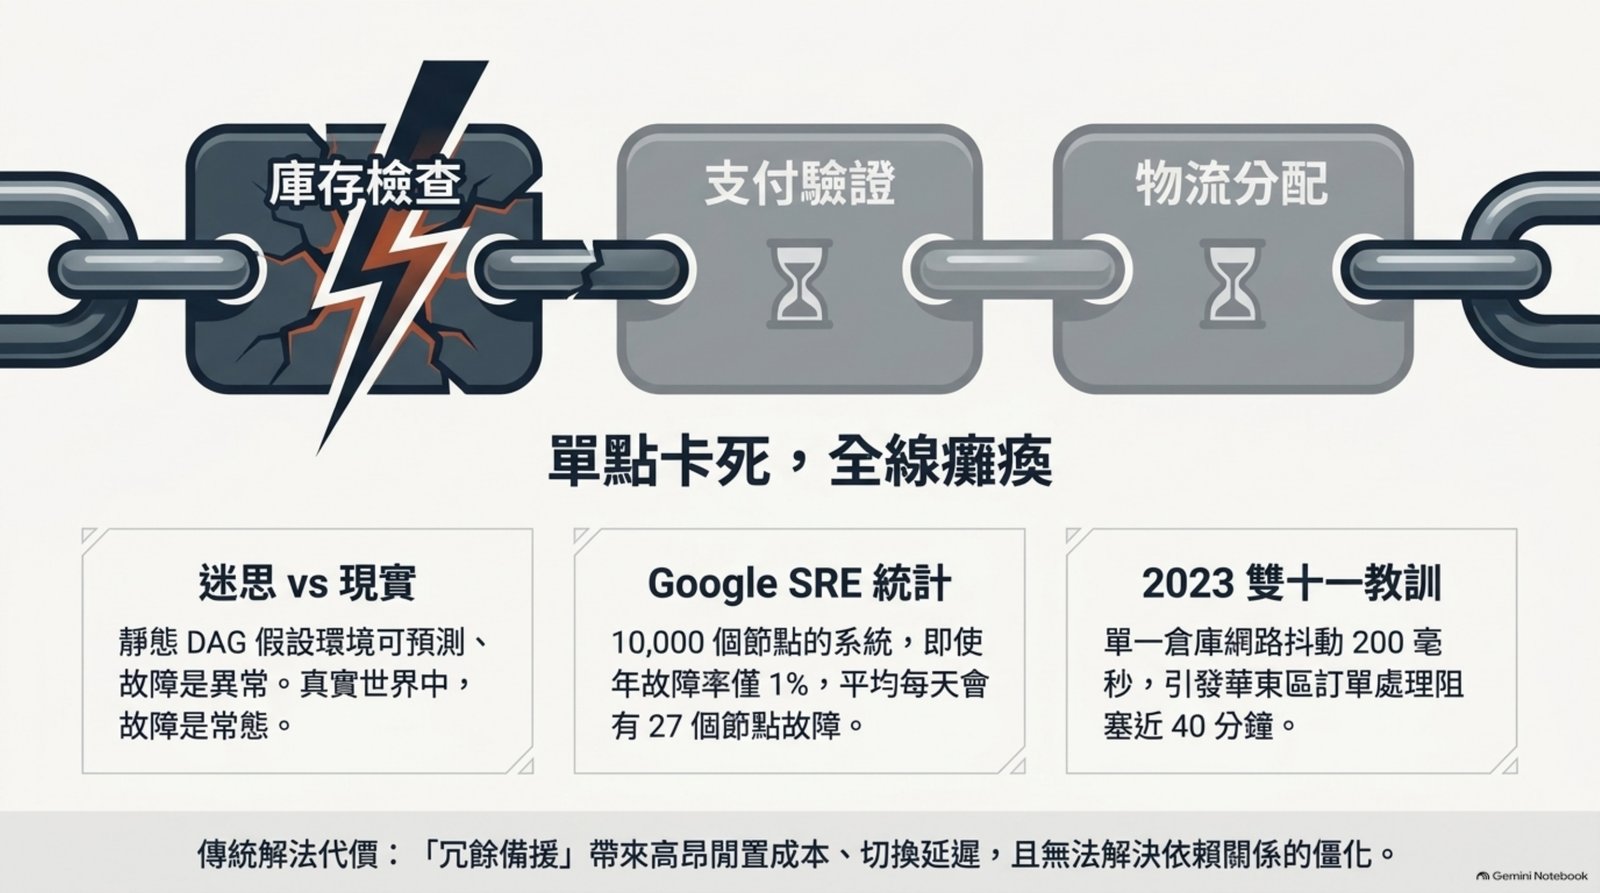 庫存檢查
支付驗證
物流分配
單點卡死，全線癱瘓
迷思 vs 現實
靜態 DAG 假設環境可預測、
故障是異常。真實世界中，
故障是常態。
Google SRE 統計
10,000 個節點的系統，即使
年故障率僅 1%，平均每天會
有 27 個節點故障。
2023 雙十一教訓
單一倉庫網路抖動 200 毫
秒，引發華東區訂單處理阻
塞近 40 分鐘。
傳統解法代價：「冗餘備援」帶來高昂閒置成本、切換延遲，且無法解決依賴關係的僵化。
Gemini Notebook